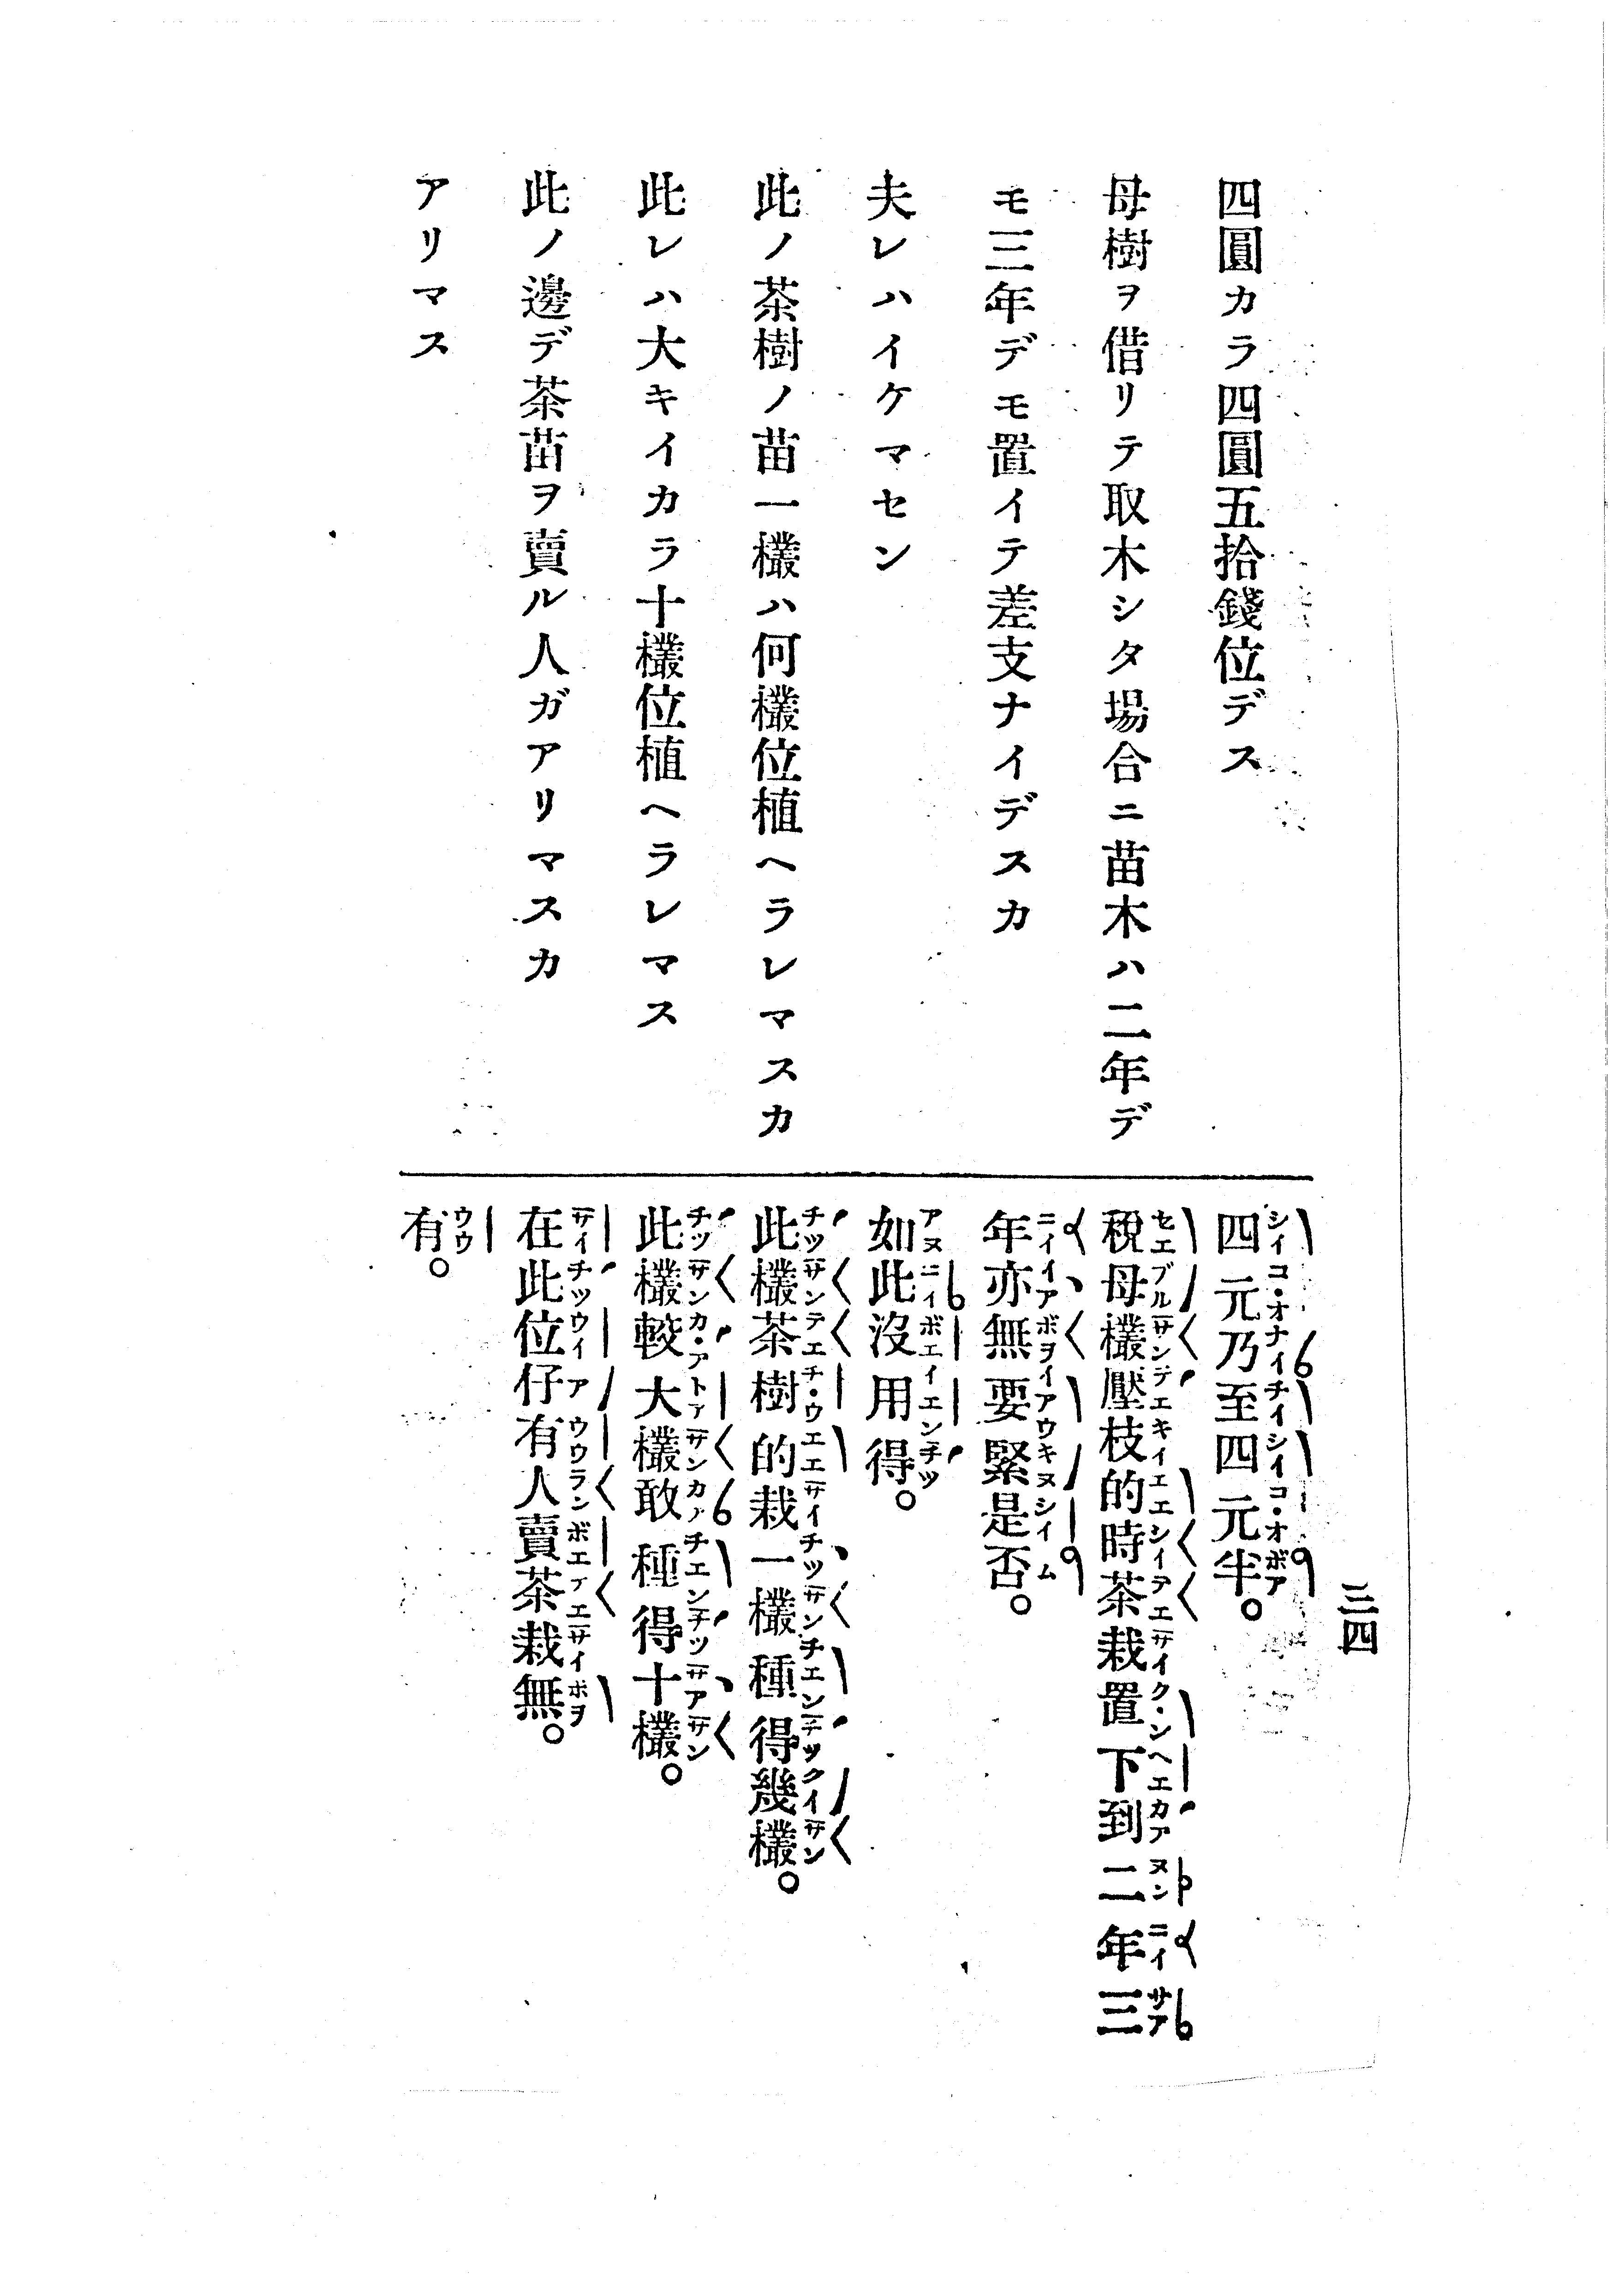 三四
四圓カラ四圓五拾錢位デス
母樹ヲ借リテ取木シタ場合ニ苗木ハ二年デ
モ三年デモ置イテ差支ナイデスカ
夫レハイケマセン
此ノ茶樹ノ苗一欉ハ何欉位植ヘラレマスカ
此レハ大キイカラ十欉位植ヘラレマス
此ノ邊デ茶苗ヲ賣ル人ガアリマスカ
アリマス
四元乃至四元半。
稅母欉壓枝的時茶栽置下到二年三
年亦無要緊是否。
如此沒用得。
此欉茶樹的栽一欉種得幾欉。
此欉較大欉敢種得十欉。
在此位仔有人賣茶栽無。
有。